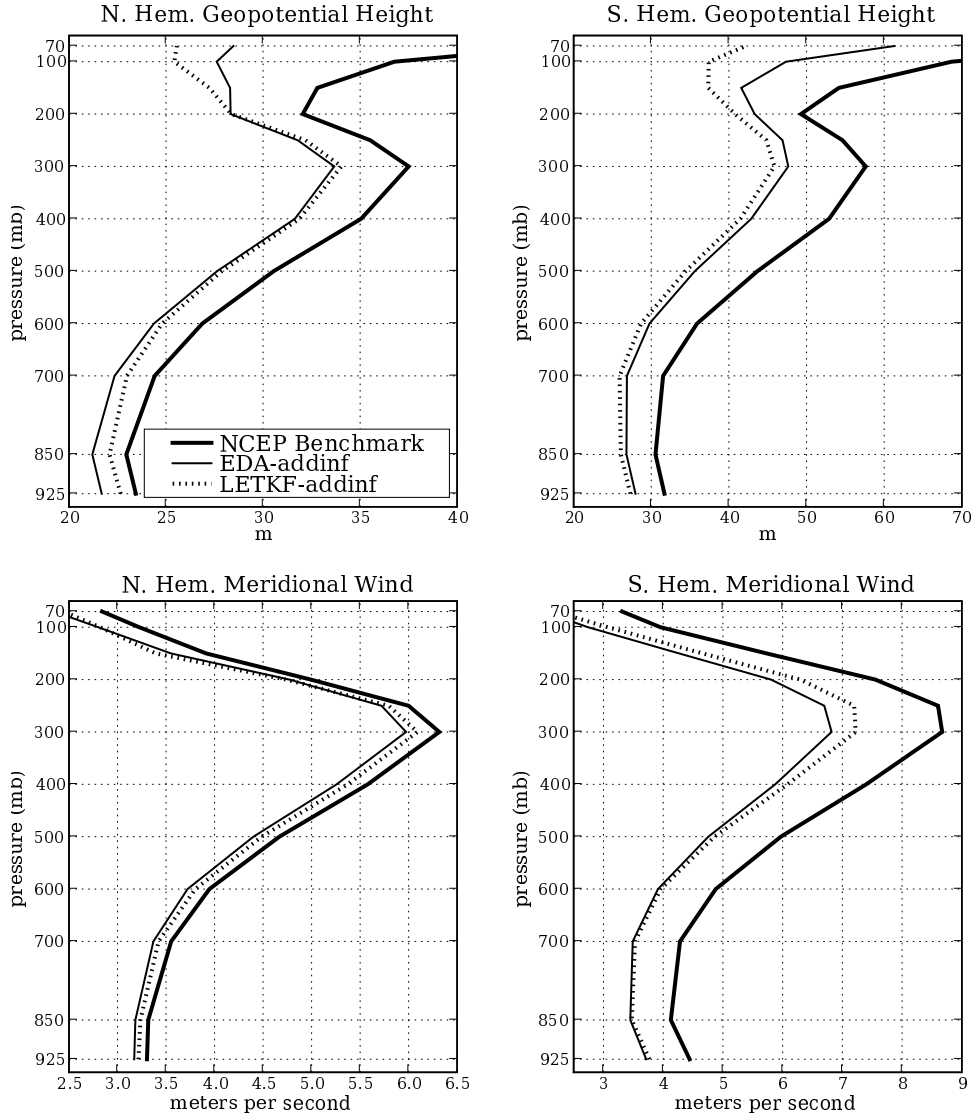 N. Hem. Geopotential Height
70
100
200
300
400
500
600
700
850
925
pressure (mb)
NCEP Benchmark
EDA-addinf
LETKF-addinf
20 25 30 35 40
m
S. Hem. Geopotential Height
70
100
200
300
400
500
600
700
850
925
pressure (mb)
20 30 40 50 60 70
m
N. Hem. Meridional Wind
70
100
200
300
400
500
600
700
850
925
pressure (mb)
2.5 3.0 3.5 4.0 4.5 5.0 5.5 6.0 6.5
meters per second
S. Hem. Meridional Wind
70
100
200
300
400
500
600
700
850
925
pressure (mb)
3 4 5 6 7 8 9
meters per second